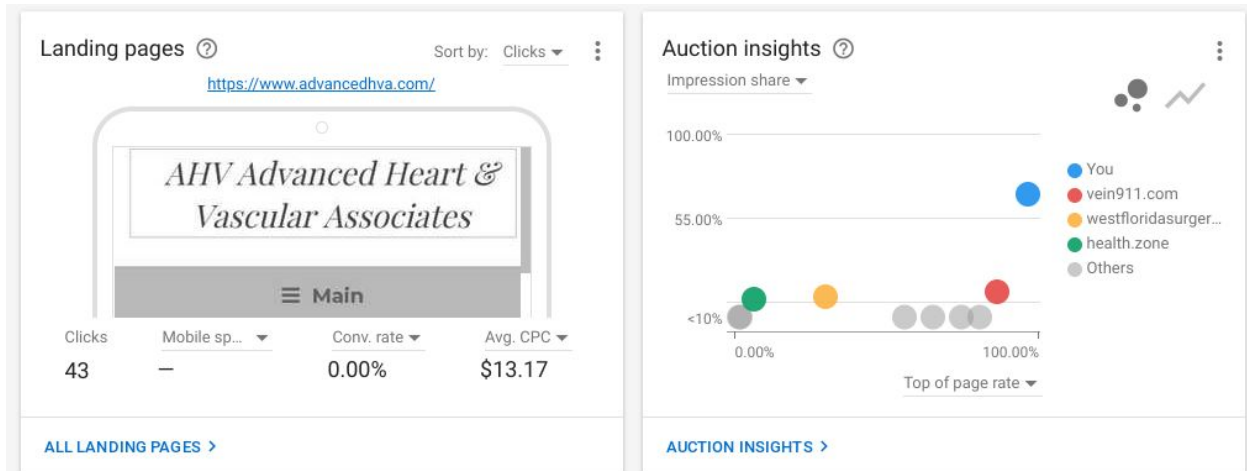 Landing pages
Sort by: Clicks
https://www.advancedhva.com/
AHV Advanced Heart &
Vascular Associates
☰ Main
Clicks
Mobile sp...
Conv. rate
Avg. CPC
43
—
0.00%
$13.17
ALL LANDING PAGES >
Auction insights
Impression share
100.00%
55.00%
<10%
0.00%
100.00%
Top of page rate
You
vein911.com
westfloridasurger...
health.zone
Others
AUCTION INSIGHTS >